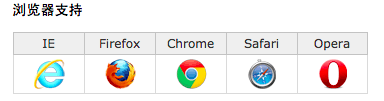 浏览器支持
IE Firefox Chrome Safari Opera